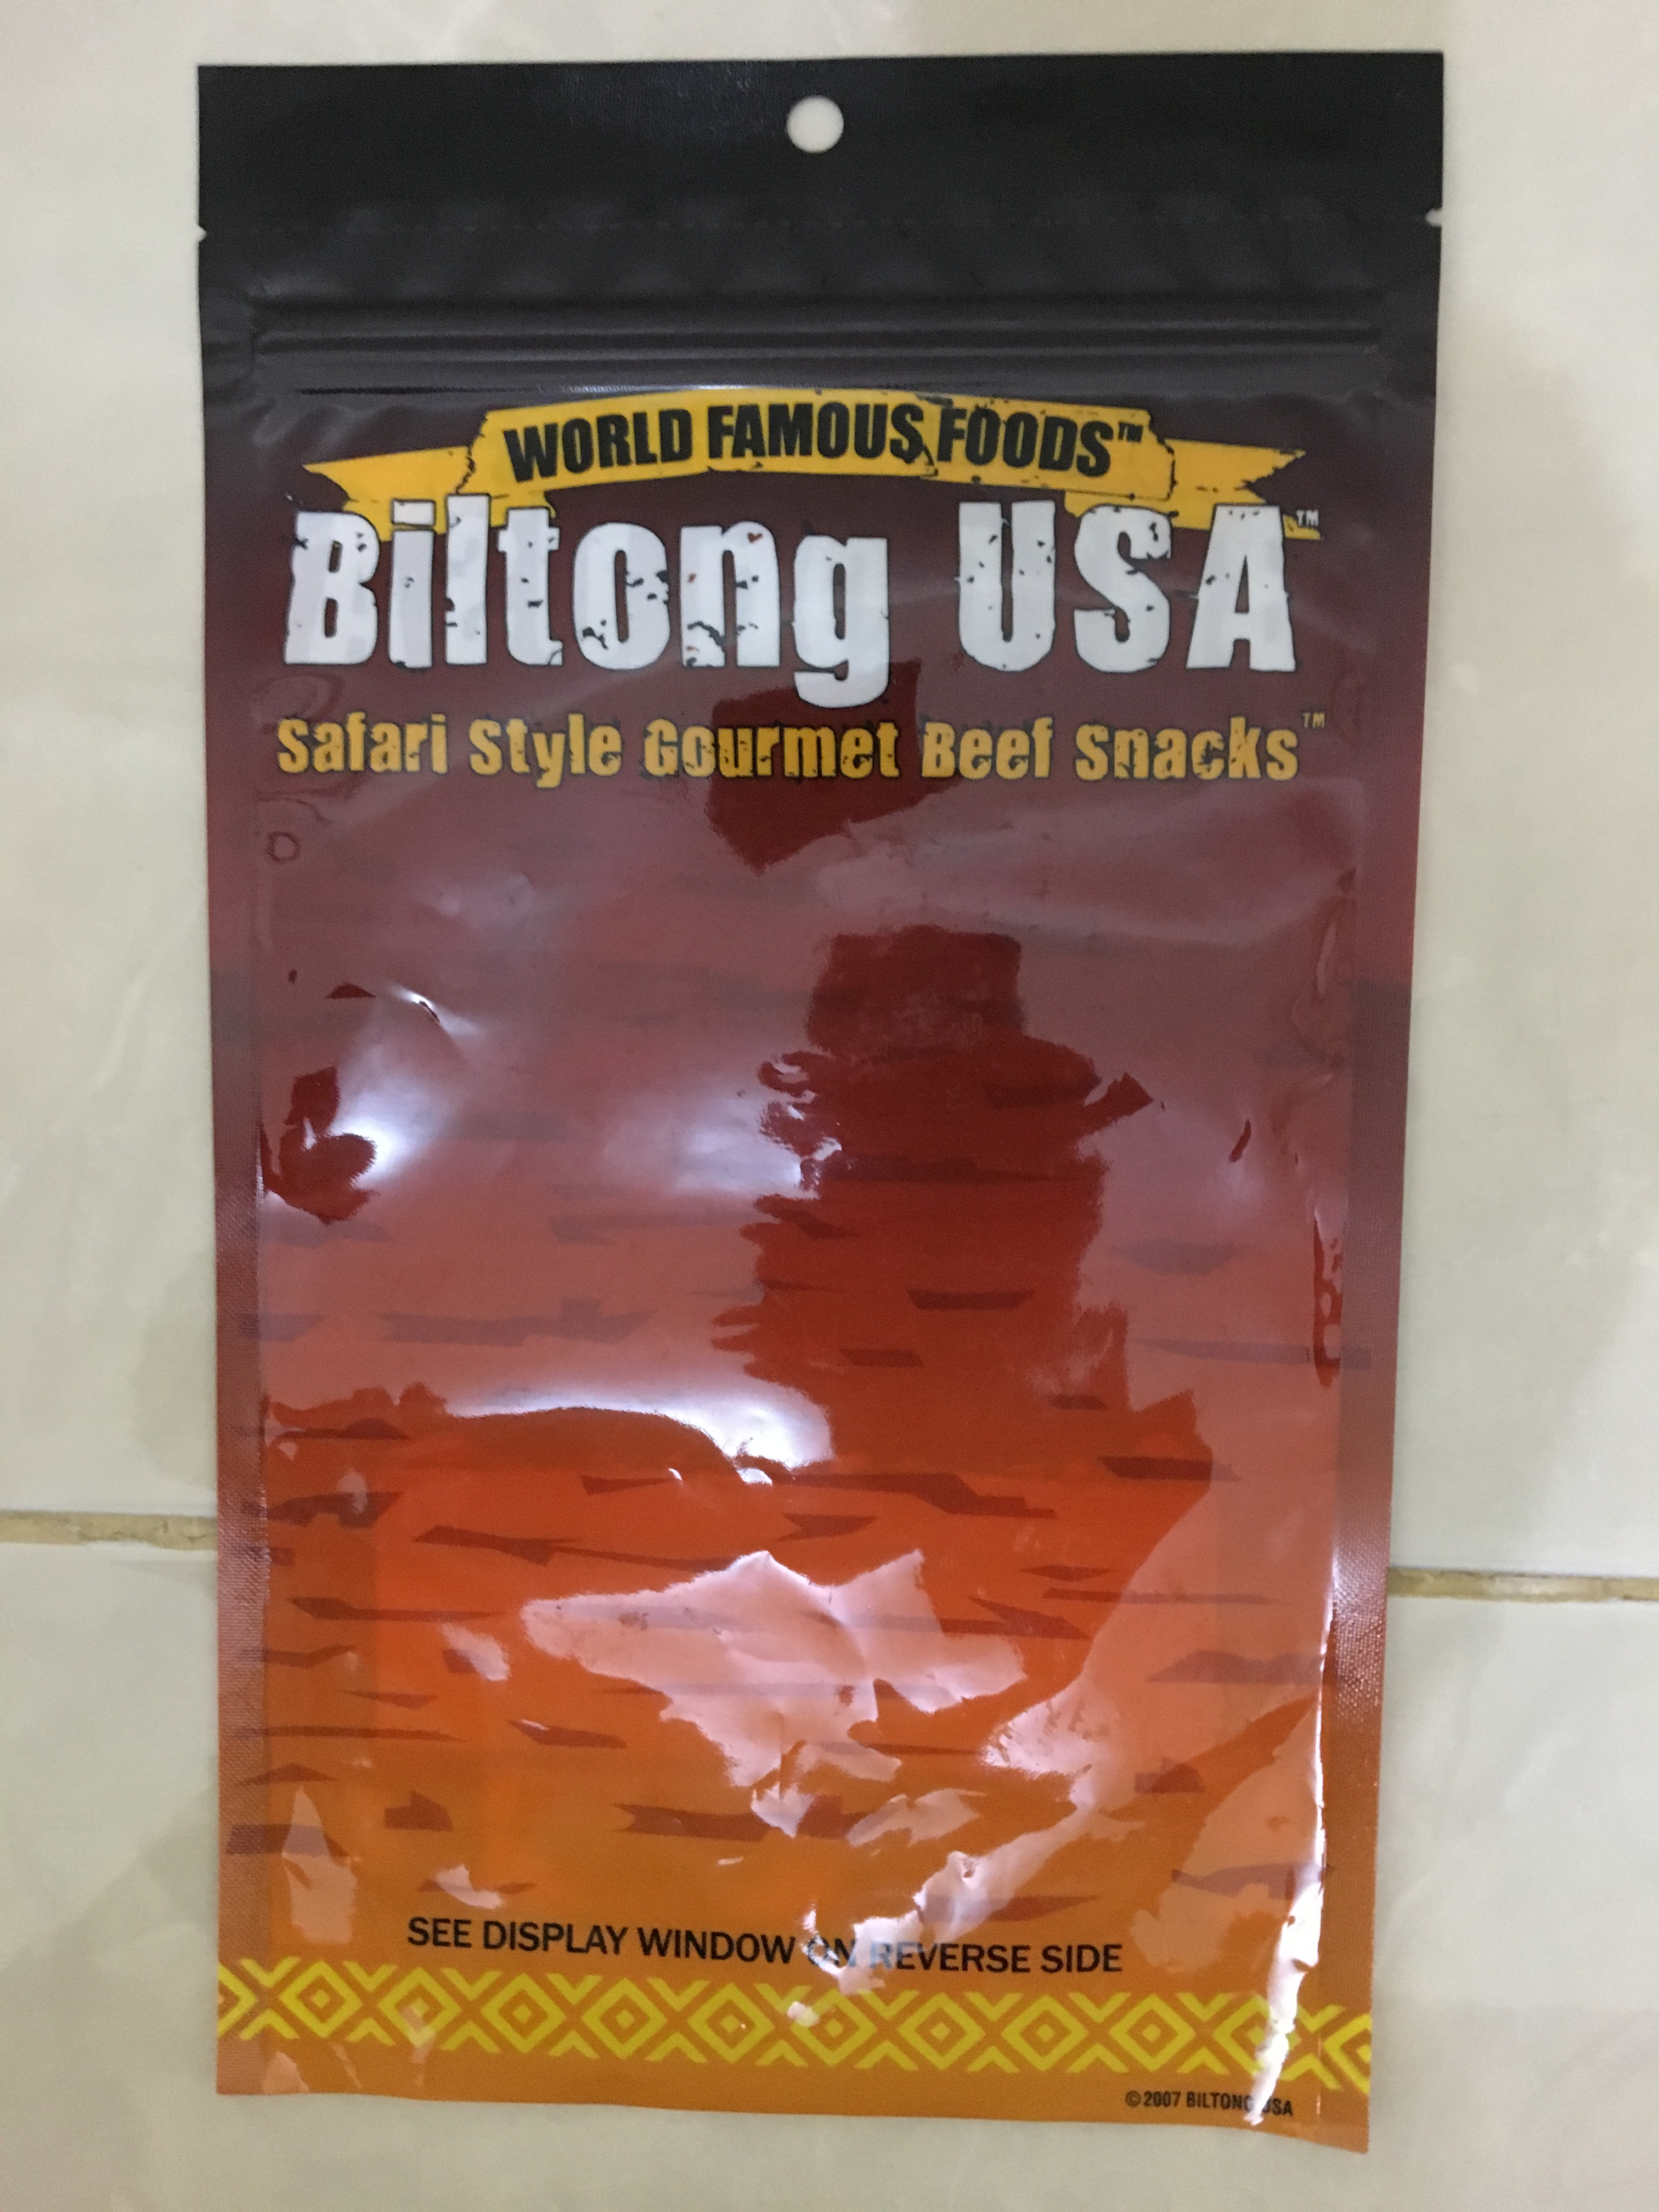 WORLD FAMOUS FOODS™
Biltong USA™
Safari Style Gourmet Beef Snacks™
SEE DISPLAY WINDOW ON REVERSE SIDE
©2007 BILTONG USA